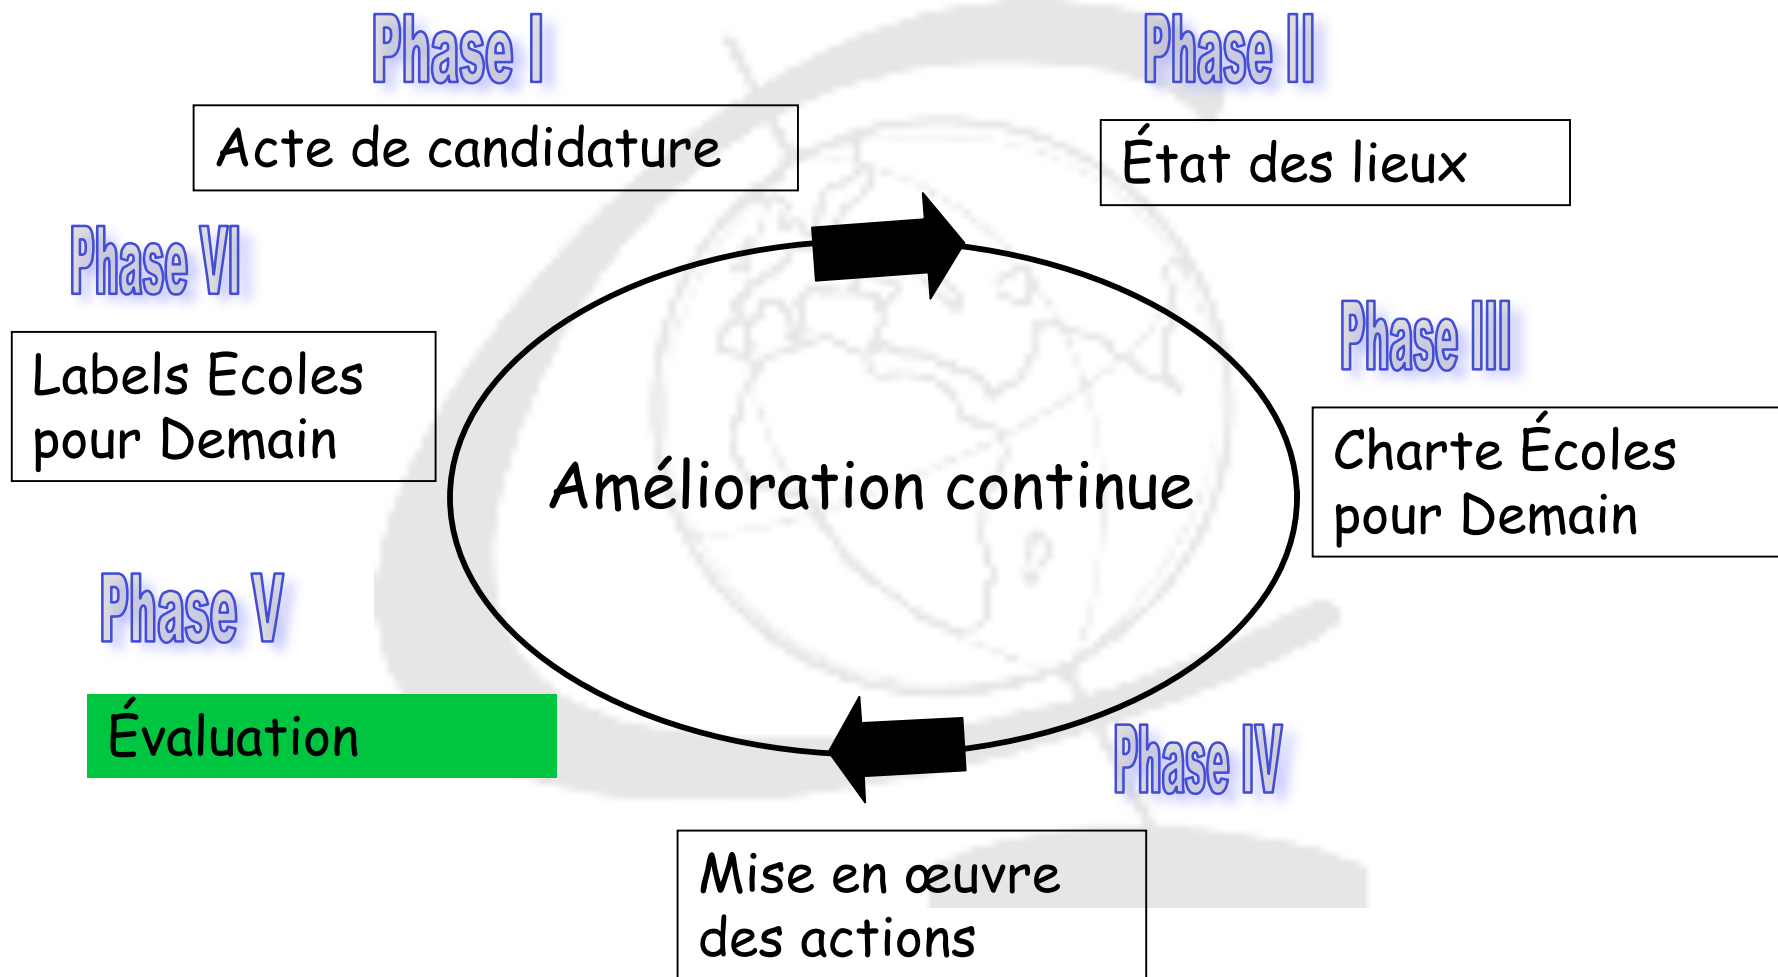 Phase I
Acte de candidature
Phase II
État des lieux
Phase III
Charte Écoles
pour Demain
Phase IV
Mise en œuvre
des actions
Phase V
Évaluation
Phase VI
Labels Ecoles
pour Demain
Amélioration continue